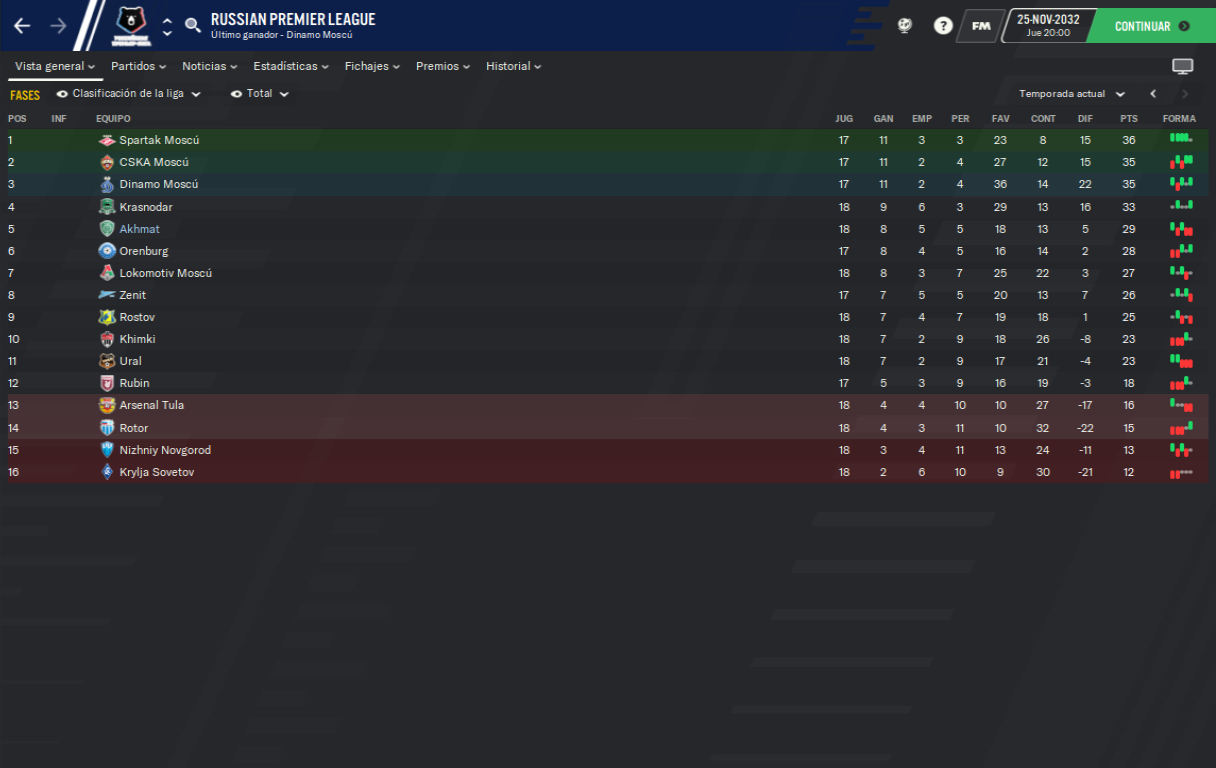 RUSSIAN PREMIER LEAGUE
Último ganador - Dinamo Moscú
?
FM
25-NOV-2032
Jue 20:00
CONTINUAR
Vista general Partidos Noticias Estadísticas Fichajes Premios Historial
FASES Clasificación de la liga Total Temporada actual
POS INF EQUIPO JUG GAN EMP PER FAV CONT DIF PTS FORMA
1 Spartak Moscú 17 11 3 3 23 8 15 36
2 CSKA Moscú 17 11 2 4 27 12 15 35
3 Dinamo Moscú 17 11 2 4 36 14 22 35
4 Krasnodar 18 9 6 3 29 13 16 33
5 Akhmat 18 8 5 5 18 13 5 29
6 Orenburg 17 8 4 5 16 14 2 28
7 Lokomotiv Moscú 18 8 3 7 25 22 3 27
8 Zenit 17 7 5 5 20 13 7 26
9 Rostov 18 7 4 7 19 18 1 25
10 Khimki 18 7 2 9 18 26 -8 23
11 Ural 18 7 2 9 17 21 -4 23
12 Rubin 17 5 3 9 16 19 -3 18
13 Arsenal Tula 18 4 4 10 10 27 -17 16
14 Rotor 18 4 3 11 10 32 -22 15
15 Nizhniy Novgorod 18 3 4 11 13 24 -11 13
16 Krylja Sovetov 18 2 6 10 9 30 -21 12